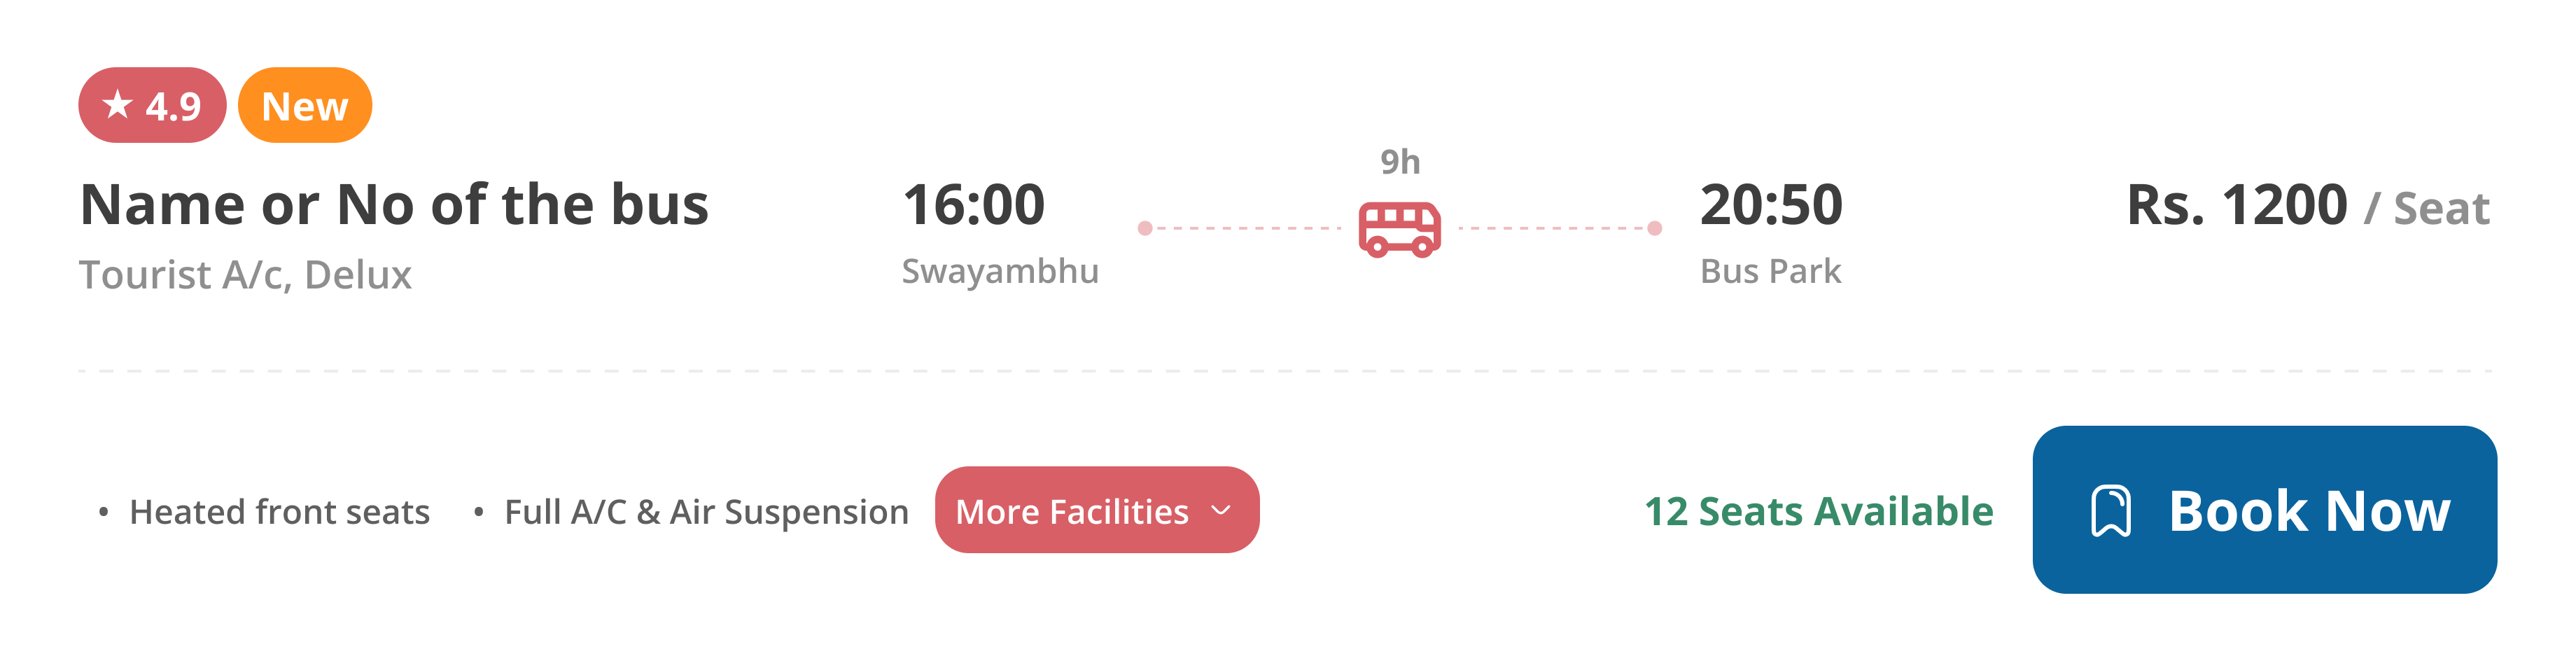 ★ 4.9 New
Name or No of the bus
Tourist A/c, Delux
16:00
Swayambhu
9h
20:50
Bus Park
Rs. 1200 / Seat
• Heated front seats • Full A/C & Air Suspension
More Facilities
12 Seats Available
Book Now